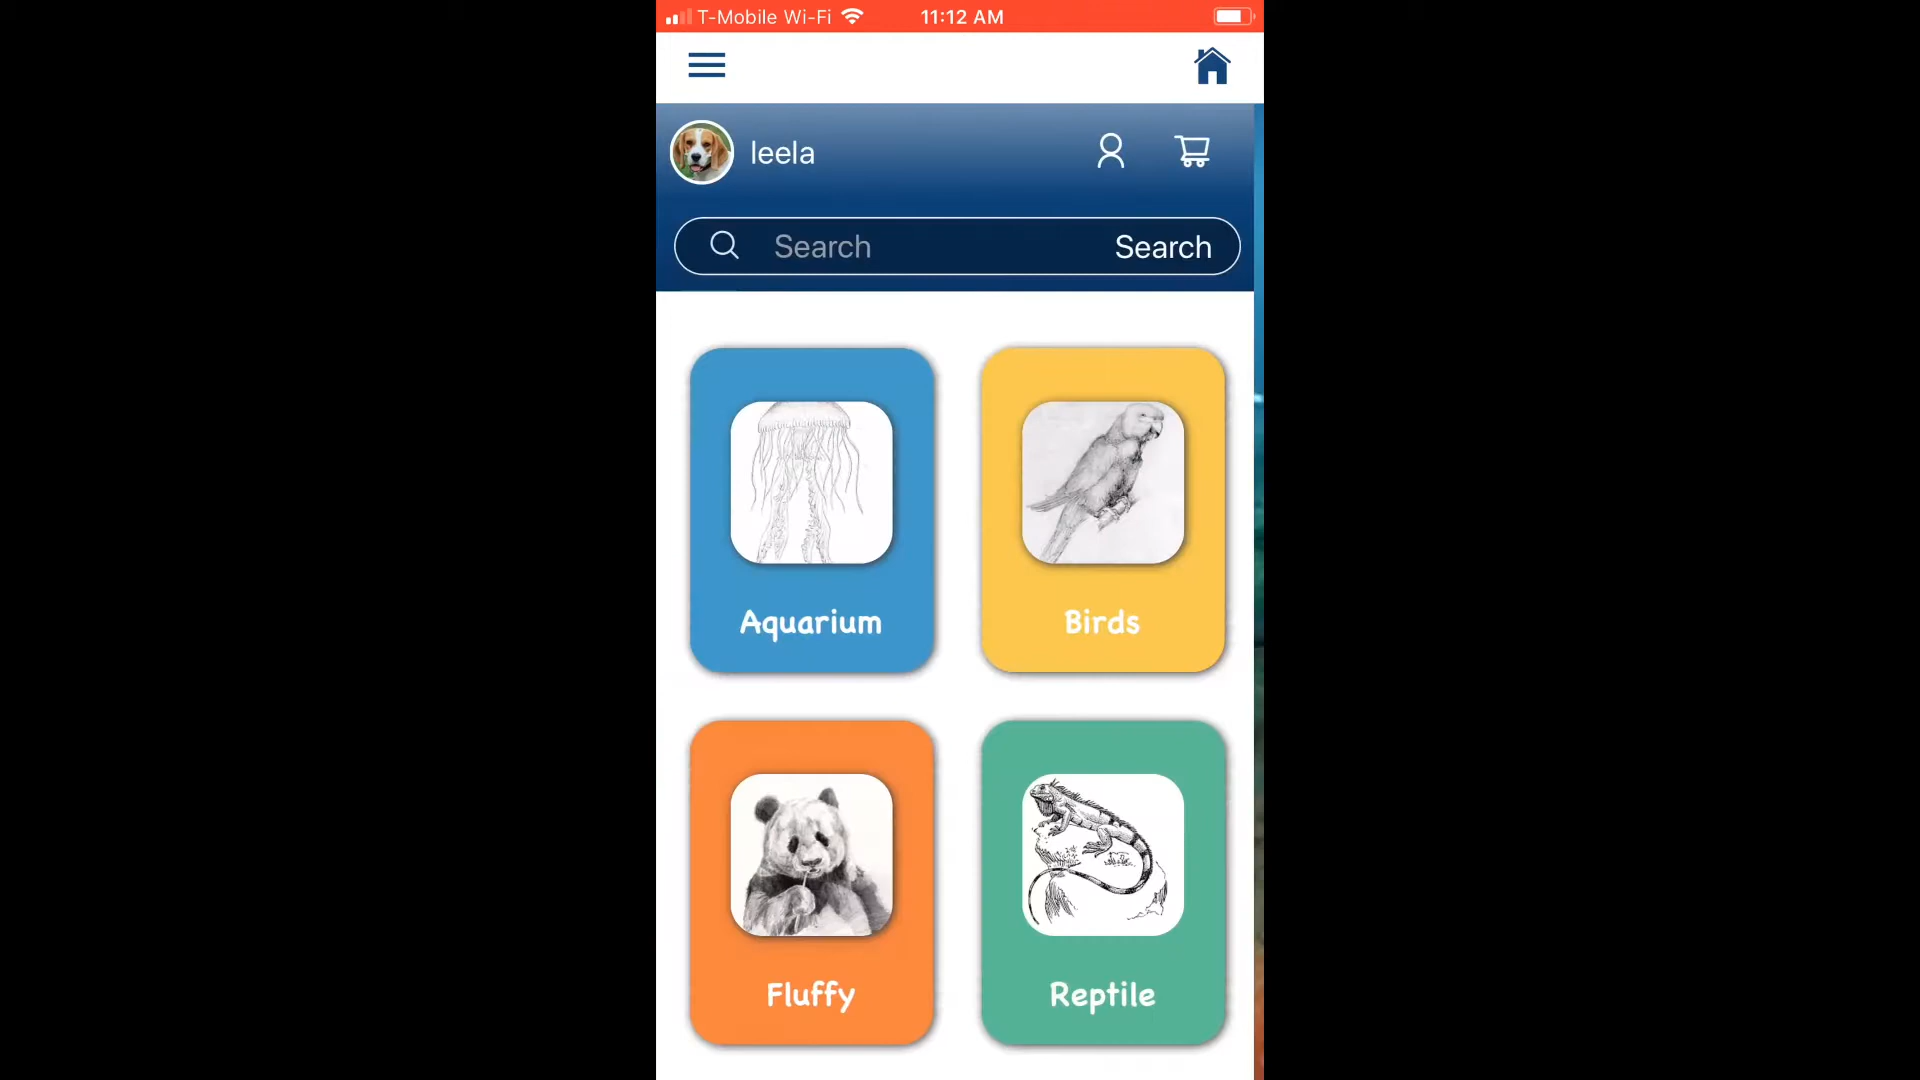 T-Mobile Wi-Fi 11:12 AM
leela
Search Search
Aquarium Birds
Fluffy Reptile